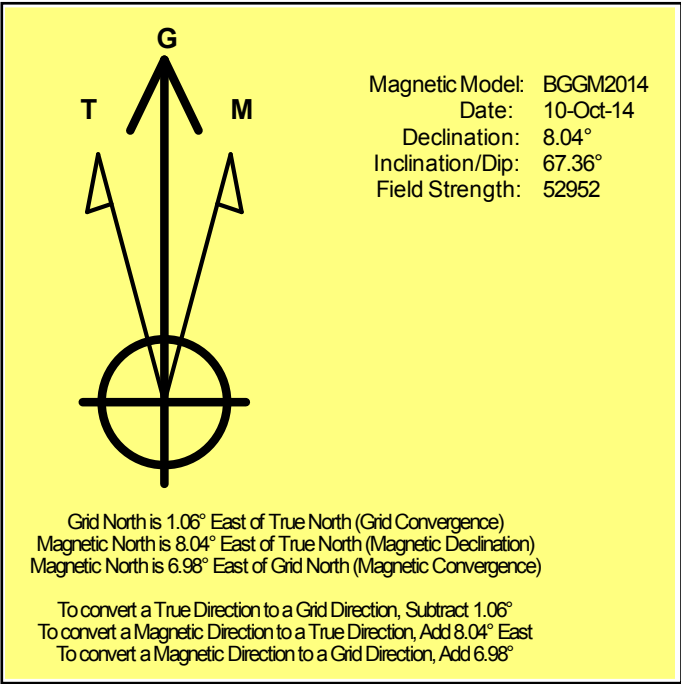 G
T M
Magnetic Model: BGGM2014
Date: 10-Oct-14
Declination: 8.04°
Inclination/Dip: 67.36°
Field Strength: 52952
Grid North is 1.06° East of True North (Grid Convergence)
Magnetic North is 8.04° East of True North (Magnetic Declination)
Magnetic North is 6.98° East of Grid North (Magnetic Convergence)
To convert a True Direction to a Grid Direction, Subtract 1.06°
To convert a Magnetic Direction to a True Direction, Add 8.04° East
To convert a Magnetic Direction to a Grid Direction, Add 6.98°